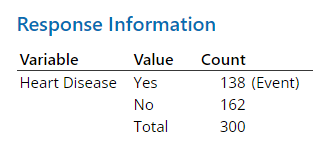 Response Information
Variable Value Count
Heart Disease Yes 138 (Event)
No 162
Total 300